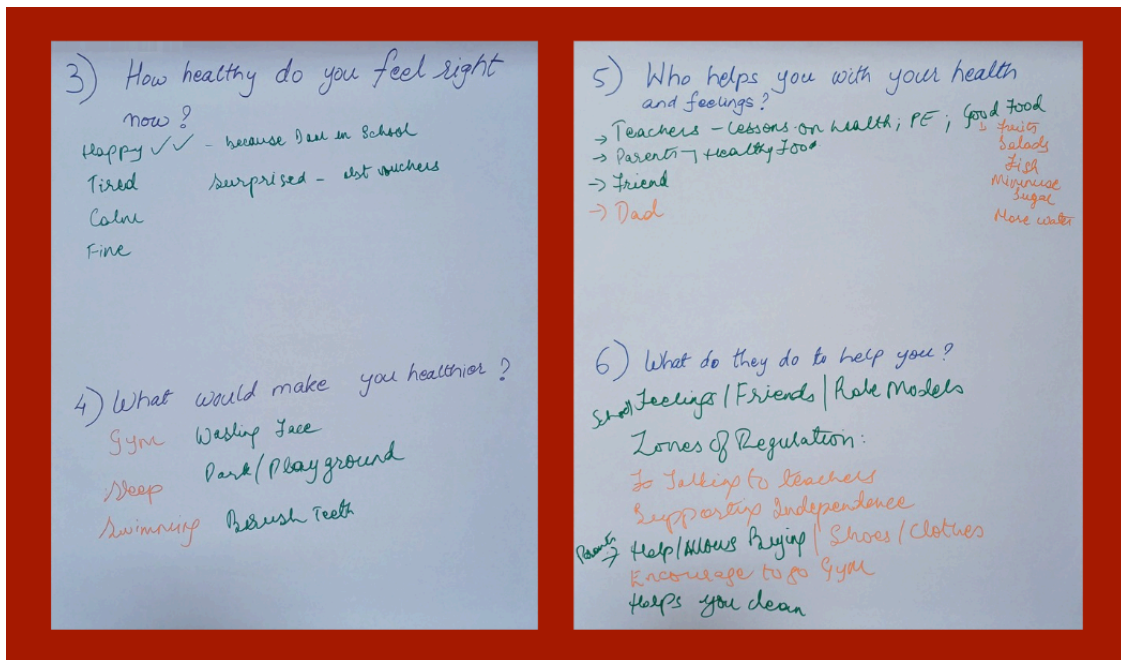 3) How healthy do you feel right
now?
Happy ✓✓ - because Dad in School
Tired Surprised - vouchers
Calm
Fine
4) What would make you healthier?
Gym Washing Face
Park/Playground
Sleep
Swimming Brush Teeth
5) Who helps you with your health
and feelings?
→ Teachers - Lessons on health; PE; Good Food
→ Parents → Healthy Food
→ Friend
→ Dad
↓ fruits
Salads
Fish
Minimise
Sugar
More water
6) What do they do to help you?
School Feelings/Friends/Role Models
Zones of Regulation:
Talking to teachers
Supporting Independence
Parents → Help/Allows Buying/Shoes/Clothes
Encourage to go Gym
Helps you clean